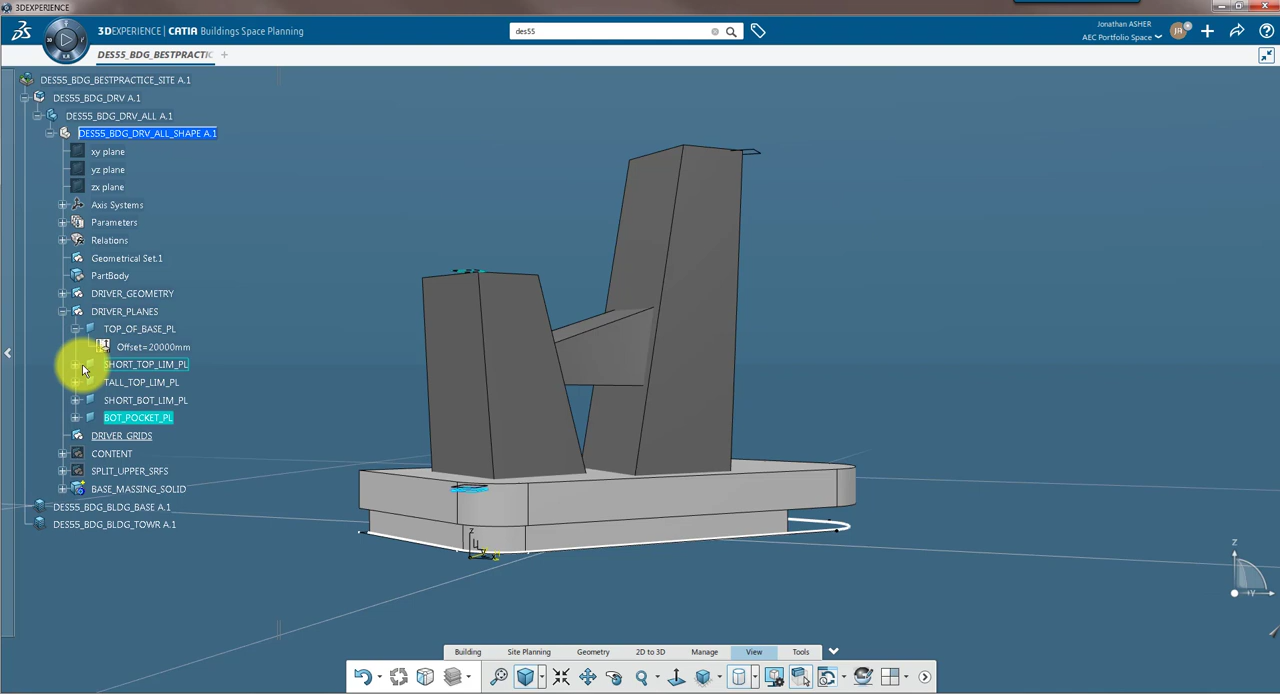 3DEXPERIENCE
3DEXPERIENCE | CATIA Buildings Space Planning
des55
Jonathan ASHER
AEC Portfolio Space
DES55_BDG_BESTPRACTIC
DES55_BDG_BESTPRACTICE_SITE A.1
DES55_BDG_DRV A.1
DES55_BDG_DRV_ALL A.1
DES55_BDG_DRV_ALL_SHAPE A.1
xy plane
yz plane
zx plane
Axis Systems
Parameters
Relations
Geometrical Set.1
PartBody
DRIVER_GEOMETRY
DRIVER_PLANES
TOP_OF_BASE_PL
Offset=20000mm
SHORT_TOP_LIM_PL
TALL_TOP_LIM_PL
SHORT_BOT_LIM_PL
BOT_POCKET_PL
DRIVER_GRIDS
CONTENT
SPLIT_UPPER_SRFS
BASE_MASSING_SOLID
DES55_BDG_BLDG_BASE A.1
DES55_BDG_BLDG_TOWR A.1
z
Z
+Y
Building Site Planning Geometry 2D to 3D Manage View Tools